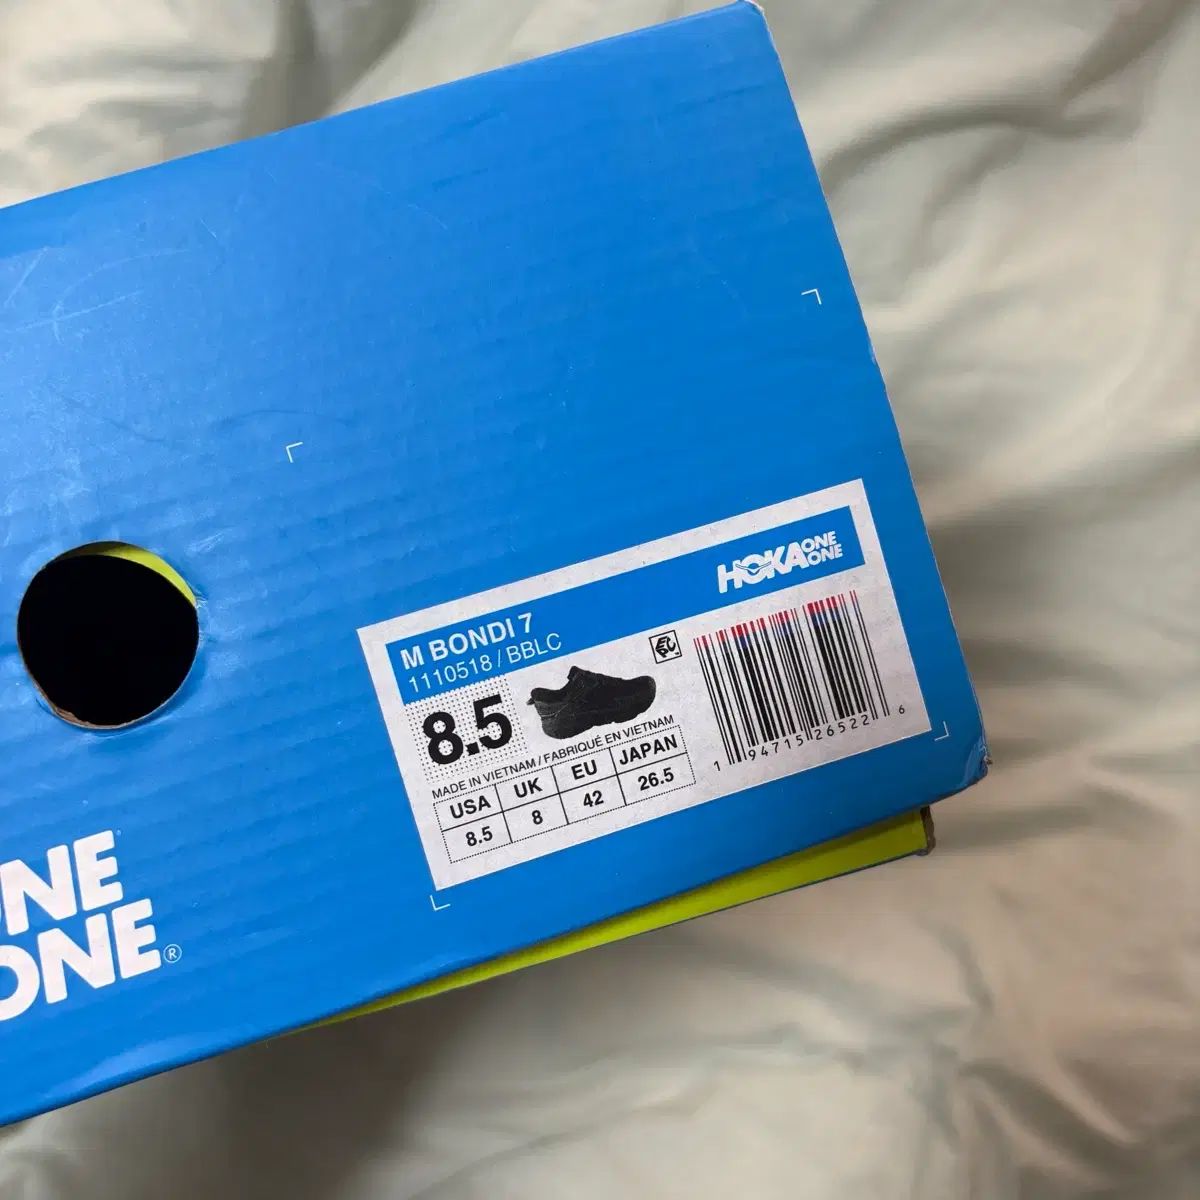 HOKA ONE ONE
M BONDI 7
1110518 / BBLC
8.5
MADE IN VIETNAM / FABRIQUÉ EN VIETNAM
USA UK EU JAPAN
8.5 8 42 26.5
1 94715 26522 6
ONE
ONE®